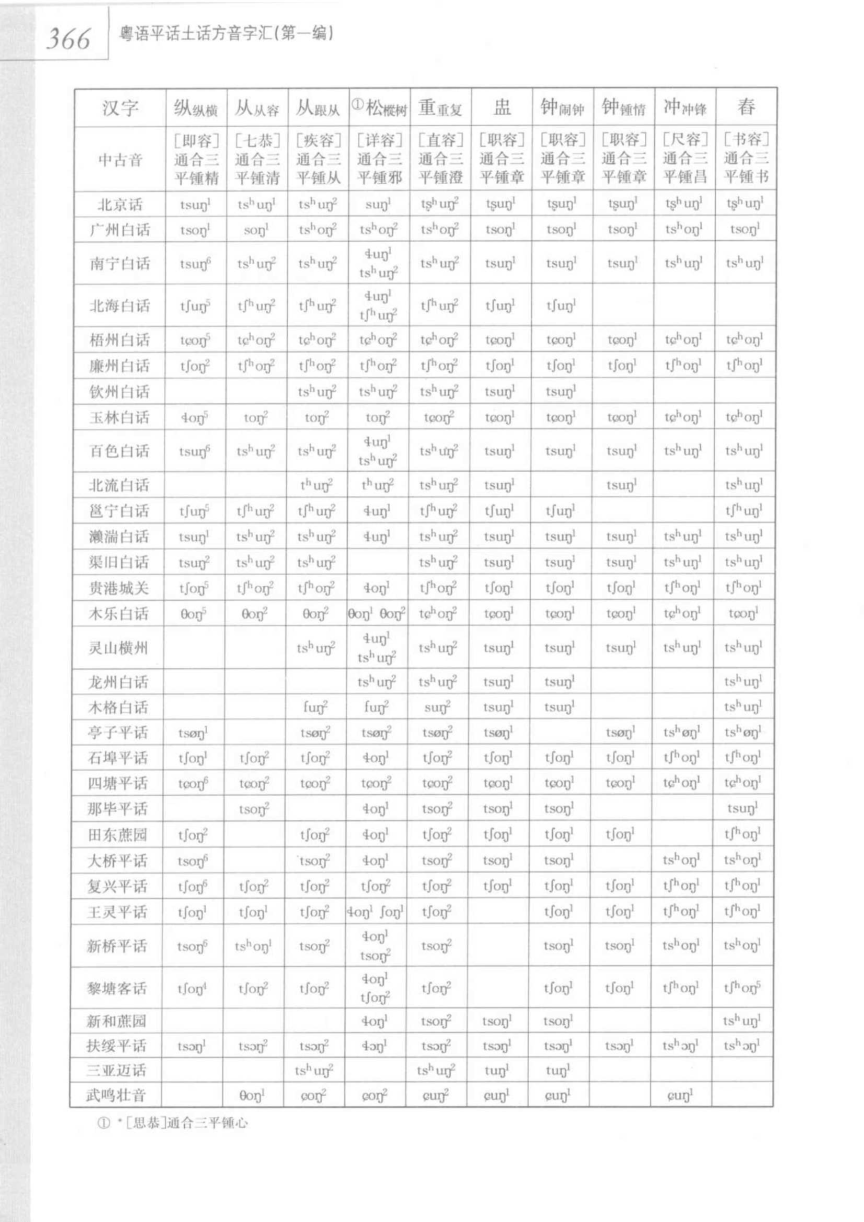 366 粤语平话土话方音字汇(第一编)
汉字 纵纵横 从从容 从跟从 ①松樅树 重重复 盅 钟闹钟 钟锺情 冲冲锋 舂
中古音 [即容]通合三平锺精 [七恭]通合三平锺清 [疾容]通合三平锺从 [详容]通合三平锺邪 [直容]通合三平锺澄 [职容]通合三平锺章 [职容]通合三平锺章 [职容]通合三平锺章 [尺容]通合三平锺昌 [书容]通合三平锺书
北京话 tsuŋ¹ tsʰuŋ¹ tsʰuŋ² suŋ¹ tʂʰuŋ² tʂuŋ¹ tʂuŋ¹ tʂuŋ¹ tʂʰuŋ¹ tʂʰuŋ¹
广州白话 tsoŋ¹ soŋ¹ tsʰoŋ² tsʰoŋ² tsʰoŋ² tsoŋ¹ tsoŋ¹ tsoŋ¹ tsʰoŋ¹ tsoŋ¹
南宁白话 tsuŋ⁶ tsʰuŋ² tsʰuŋ² ɬuŋ¹ tsʰuŋ² tsʰuŋ² tsuŋ¹ tsuŋ¹ tsuŋ¹ tsʰuŋ¹ tsʰuŋ¹
北海白话 tʃuŋ⁵ tʃʰuŋ² tʃʰuŋ² ɬuŋ¹ tʃʰuŋ² tʃʰuŋ² tʃuŋ¹ tʃuŋ¹
梧州白话 tɕoŋ⁵ tɕʰoŋ² tɕʰoŋ² tɕʰoŋ² tɕʰoŋ² tɕoŋ¹ tɕoŋ¹ tɕoŋ¹ tɕʰoŋ¹ tɕʰoŋ¹
廉州白话 tʃoŋ² tʃʰoŋ² tʃʰoŋ² tʃʰoŋ² tʃʰoŋ² tʃoŋ¹ tʃoŋ¹ tʃoŋ¹ tʃʰoŋ¹ tʃʰoŋ¹
钦州白话 tsʰuŋ² tsʰuŋ² tsʰuŋ² tsuŋ¹ tsuŋ¹
玉林白话 ɬoŋ⁵ toŋ² toŋ² toŋ² tɕoŋ² tɕoŋ¹ tɕoŋ¹ tɕoŋ¹ tɕʰoŋ¹ tɕʰoŋ¹
百色白话 tsuŋ⁶ tsʰuŋ² tsʰuŋ² ɬuŋ¹ tsʰuŋ² tsʰuŋ² tsuŋ¹ tsuŋ¹ tsuŋ¹ tsʰuŋ¹ tsʰuŋ¹
北流白话 tʰuŋ² tʰuŋ² tsʰuŋ² tsuŋ¹ tsuŋ¹ tsʰuŋ¹
邕宁白话 tʃuŋ⁵ tʃʰuŋ² tʃʰuŋ² ɬuŋ¹ tʃʰuŋ² tʃuŋ¹ tʃuŋ¹ tʃʰuŋ¹
濑湍白话 tsuŋ¹ tsʰuŋ² tsʰuŋ² ɬuŋ¹ tsʰuŋ² tsuŋ¹ tsuŋ¹ tsuŋ¹ tsʰuŋ¹ tsʰuŋ¹
渠旧白话 tsuŋ² tsʰuŋ² tsʰuŋ² tsʰuŋ² tsuŋ¹ tsuŋ¹ tsuŋ¹ tsʰuŋ¹ tsʰuŋ¹
贵港城关 tʃoŋ⁵ tʃʰoŋ² tʃʰoŋ² ɬoŋ¹ tʃʰoŋ² tʃoŋ¹ tʃoŋ¹ tʃoŋ¹ tʃʰoŋ¹ tʃʰoŋ¹
木乐白话 θoŋ⁵ θoŋ² θoŋ² θoŋ¹ θoŋ² tɕʰoŋ² tɕoŋ¹ tɕoŋ¹ tɕoŋ¹ tɕʰoŋ¹ tɕoŋ¹
灵山横州 tsʰuŋ² ɬuŋ¹ tsʰuŋ² tsʰuŋ² tsuŋ¹ tsuŋ¹ tsuŋ¹ tsʰuŋ¹ tsʰuŋ¹
龙州白话 tsʰuŋ² tsʰuŋ² tsuŋ¹ tsuŋ¹ tsʰuŋ¹
木格白话 fuŋ² fuŋ² suŋ² tsuŋ¹ tsuŋ¹ tsʰuŋ¹
亭子平话 tsøŋ¹ tsøŋ² tsøŋ² tsøŋ² tsøŋ¹ tsøŋ¹ tsʰøŋ¹ tsʰøŋ¹
石埠平话 tʃoŋ¹ tʃoŋ² tʃoŋ² ɬoŋ¹ tʃoŋ² tʃoŋ¹ tʃoŋ¹ tʃoŋ¹ tʃʰoŋ¹ tʃʰoŋ¹
四塘平话 tɕoŋ⁶ tɕoŋ² tɕoŋ² tɕoŋ² tɕoŋ² tɕoŋ¹ tɕoŋ¹ tɕoŋ¹ tɕʰoŋ¹ tɕʰoŋ¹
那毕平话 tsoŋ² ɬoŋ¹ tsoŋ² tsoŋ¹ tsoŋ¹ tsuŋ¹
田东蔗园 tʃoŋ² tʃoŋ² ɬoŋ¹ tʃoŋ² tʃoŋ¹ tʃoŋ¹ tʃoŋ¹ tʃʰoŋ¹
大桥平话 tsoŋ⁶ tsoŋ² ɬoŋ¹ tsoŋ² tsoŋ¹ tsoŋ¹ tsʰoŋ¹ tsʰoŋ¹
复兴平话 tʃoŋ⁶ tʃoŋ² tʃoŋ² tʃoŋ² tʃoŋ² tʃoŋ¹ tʃoŋ¹ tʃoŋ¹ tʃʰoŋ¹ tʃʰoŋ¹
王灵平话 tʃoŋ¹ tʃoŋ¹ tʃoŋ² ɬoŋ¹ ʃoŋ¹ tʃoŋ² tʃoŋ¹ tʃoŋ¹ tʃʰoŋ¹ tʃʰoŋ¹
新桥平话 tsoŋ⁶ tsʰoŋ¹ tsoŋ² ɬoŋ¹ tsoŋ² tsoŋ² tsoŋ¹ tsoŋ¹ tsʰoŋ¹ tsʰoŋ¹
黎塘客话 tʃoŋ⁴ tʃoŋ² tʃoŋ² ɬoŋ¹ tʃoŋ² tʃoŋ² tʃoŋ¹ tʃoŋ¹ tʃʰoŋ¹ tʃʰoŋ⁵
新和蔗园 ɬoŋ¹ tsoŋ² tsoŋ¹ tsoŋ¹ tsʰuŋ¹
扶绥平话 tsɔŋ¹ tsɔŋ² tsɔŋ² ɬɔŋ¹ tsɔŋ² tsɔŋ¹ tsɔŋ¹ tsɔŋ¹ tsʰɔŋ¹ tsʰɔŋ¹
三亚迈话 tsʰuŋ² tsʰuŋ² tuŋ¹ tuŋ¹
武鸣壮音 θoŋ¹ ɕoŋ² ɕoŋ² ɕuŋ² ɕuŋ¹ ɕuŋ¹ ɕuŋ¹
① *[思恭]通合三平锺心